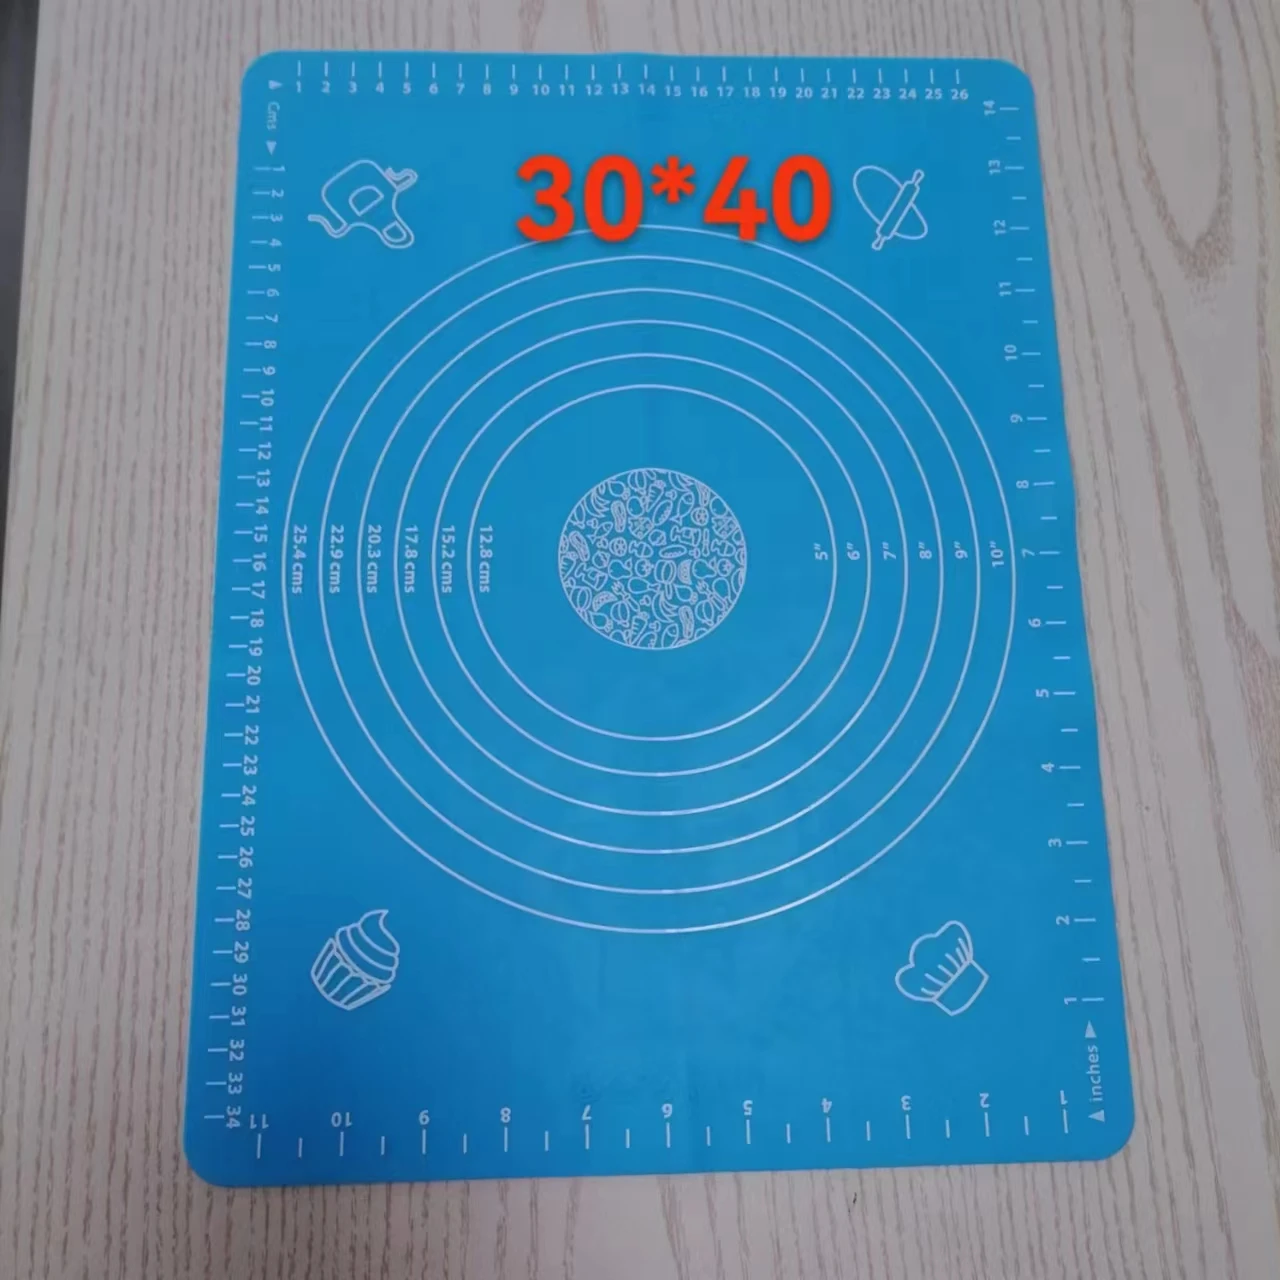 1 2 3 4 5 6 7 8 9 10 11 12 13 14 15 16 17 18 19 20 21 22 23 24 25 26
Cms
30*40
1 2 3 4 5 6 7 8 9 10 11 12 13 14 15 16 17 18 19 20 21 22 23 24 25 26 27 28 29 30 31 32 33 34
14 13 12 11 10 9 8 7 6 5 4 3 2 1
25.4 cms
22.9 cms
20.3 cms
17.8 cms
15.2 cms
12.8 cms
5"
6"
7"
8"
9"
10"
inches
11 10 9 8 7 6 5 4 3 2 1